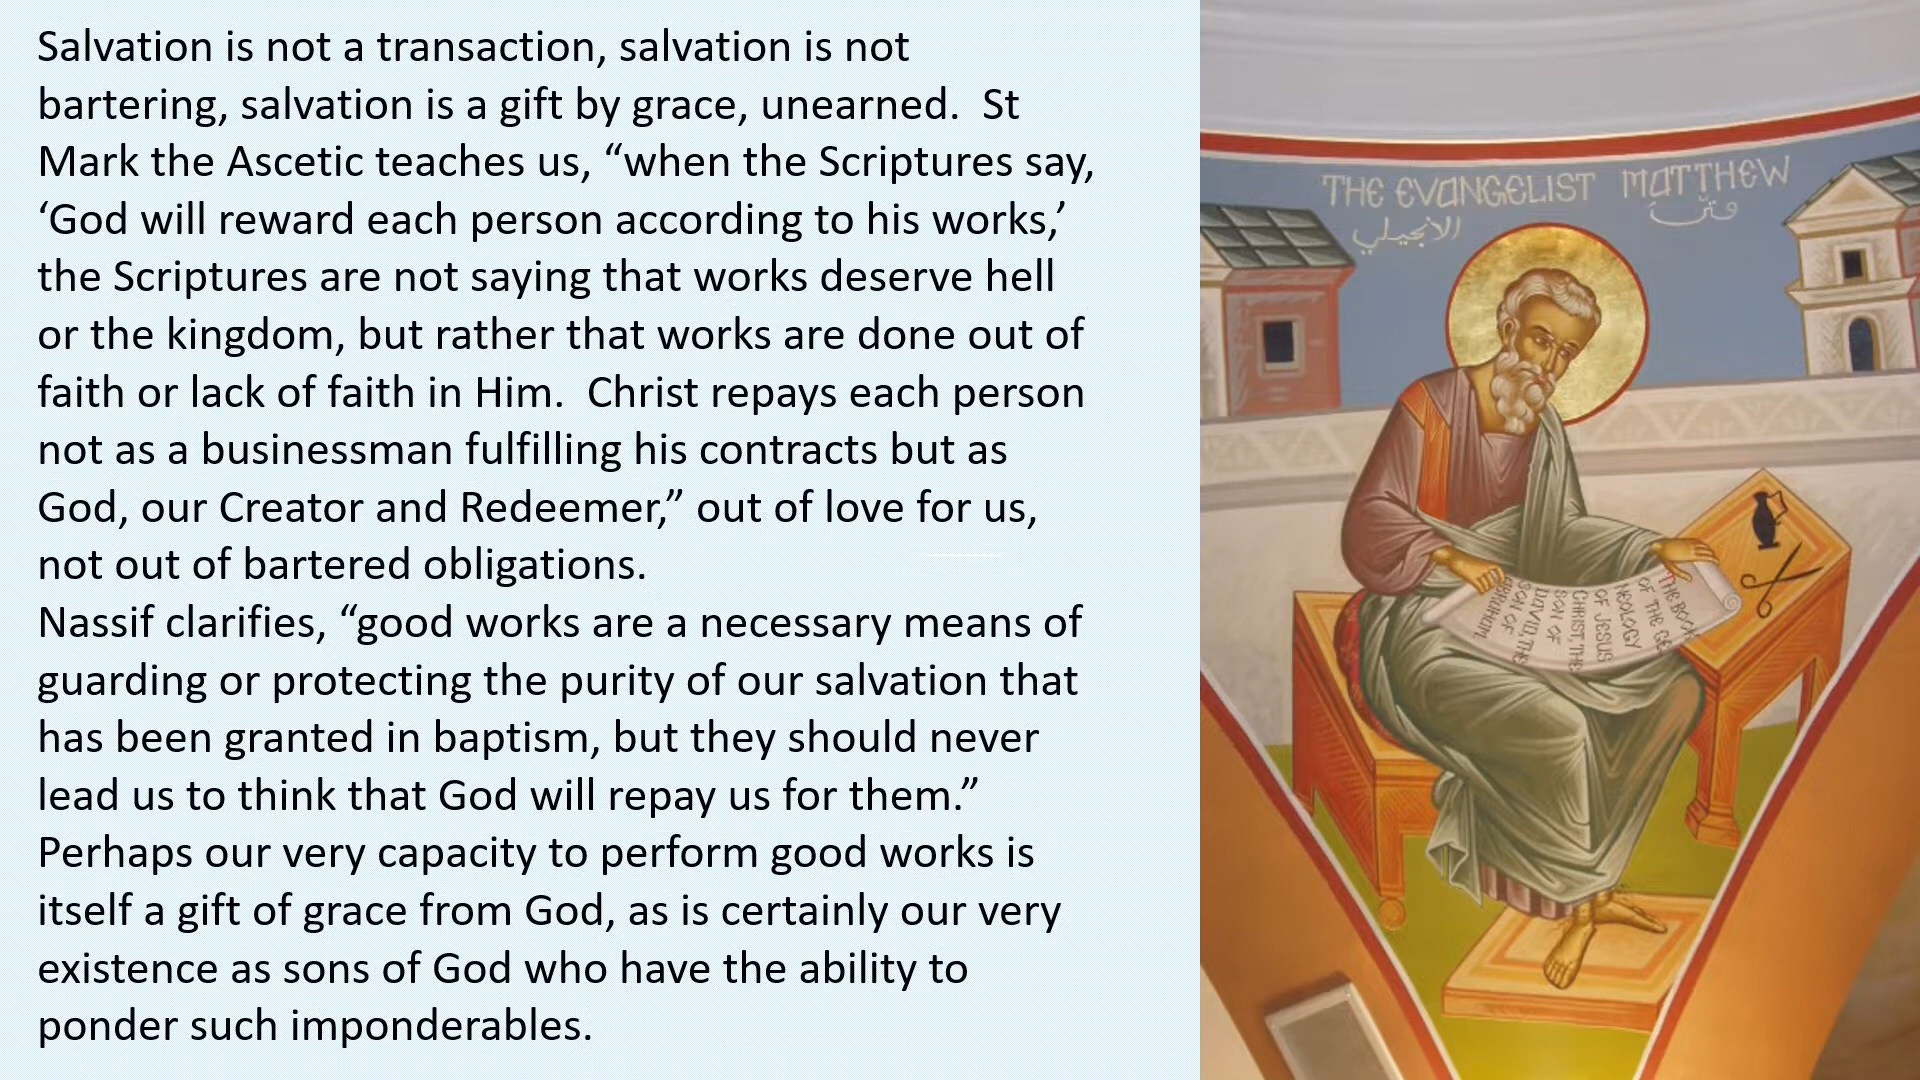 Salvation is not a transaction, salvation is not
bartering, salvation is a gift by grace, unearned.  St
Mark the Ascetic teaches us, “when the Scriptures say,
‘God will reward each person according to his works,’
the Scriptures are not saying that works deserve hell
or the kingdom, but rather that works are done out of
faith or lack of faith in Him.  Christ repays each person
not as a businessman fulfilling his contracts but as
God, our Creator and Redeemer,” out of love for us,
not out of bartered obligations.
Nassif clarifies, “good works are a necessary means of
guarding or protecting the purity of our salvation that
has been granted in baptism, but they should never
lead us to think that God will repay us for them.”
Perhaps our very capacity to perform good works is
itself a gift of grace from God, as is certainly our very
existence as sons of God who have the ability to
ponder such imponderables.
THE EVANGELIST MATTHEW
الانجيلي متى
THE BOOK
OF THE GE
NEOLOGY
OF JESUS
CHRIST THE
SON OF
DAVID, THE
SON OF
ABRAHAM